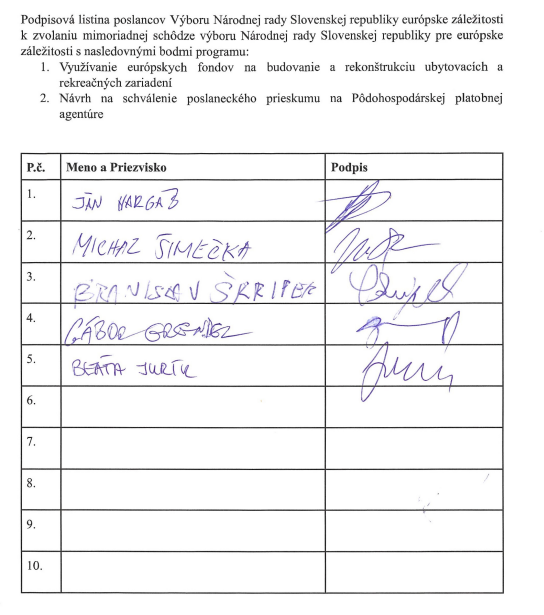 Podpisová listina poslancov Výboru Národnej rady Slovenskej republiky európske záležitosti
k zvolaniu mimoriadnej schôdze výboru Národnej rady Slovenskej republiky pre európske
záležitosti s nasledovnými bodmi programu:
1. Využívanie európskych fondov na budovanie a rekonštrukciu ubytovacích a
rekreačných zariadení
2. Návrh na schválenie poslaneckého prieskumu na Pôdohospodárskej platobnej
agentúre
P.č. Meno a Priezvisko Podpis
1. JÁN HARGAŠ
2. MICHAL ŠIMEČKA
3. BRANISLAV ŠKRIPEK
4. GÁBOR GRENDEL
5. BEÁTA JURÍK
6.
7.
8.
9.
10.